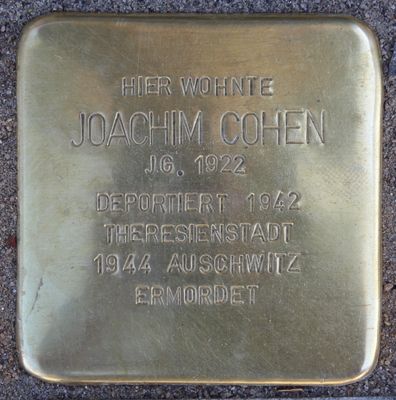 HIER WOHNTE
JOACHIM COHEN
JG. 1922
DEPORTIERT 1942
THERESIENSTADT
1944 AUSCHWITZ
ERMORDET